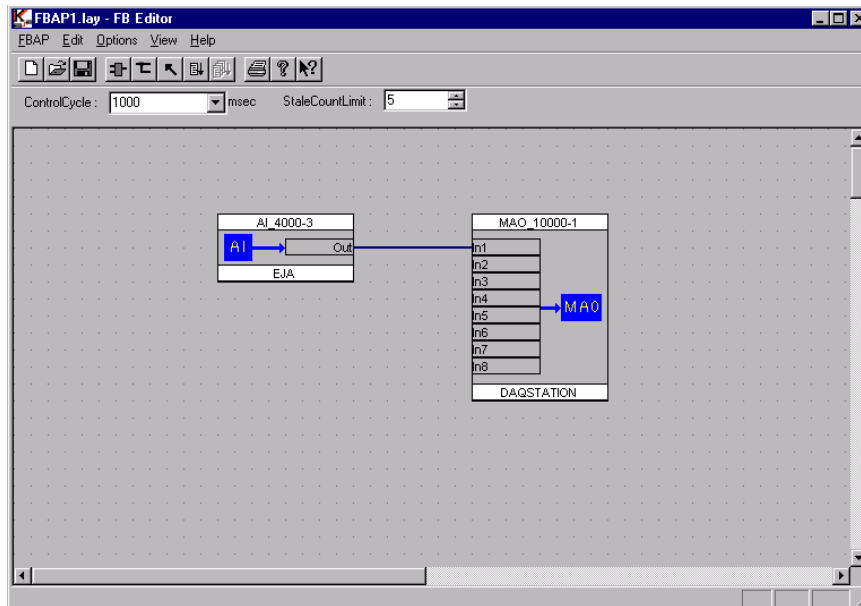 FBAP1.lay - FB Editor
FBAP Edit Options View Help
ControlCycle : 1000 msec StaleCountLimit : 5
AI_4000-3
AI Out
EJA
MAO_10000-1
In1
In2
In3
In4
In5
In6
In7
In8
MAO
DAQSTATION